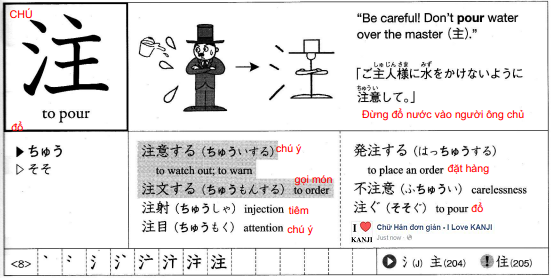 CHÚ
注
to pour
đổ
"Be careful! Don't pour water
over the master (主)."
「ご主人様に水をかけないように
しゅじんさま みず
注意して。」
ちゅうい
Đừng đổ nước vào người ông chủ
▶ちゅう
▷そそ
注意する (ちゅういする) chú ý
to watch out; to warn
gọi món
注文する (ちゅうもんする) to order
注射 (ちゅうしゃ) injection tiêm
注目 (ちゅうもく) attention chú ý
発注する (はっちゅうする)
to place an order đặt hàng
不注意 (ふちゅうい) carelessness
注ぐ (そそぐ) to pour đổ
I ❤ KANJI
Chữ Hán đơn giản - I Love KANJI
Just now
<8> 丶 冫 氵 氵 汁 汁 注
氵(J) 主(204) 住(205)